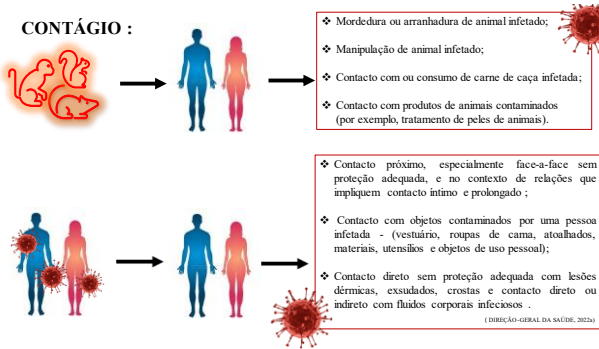 CONTÁGIO :
❖ Mordedura ou arranhadura de animal infetado;
❖ Manipulação de animal infetado;
❖ Contacto com ou consumo de carne de caça infetada;
❖ Contacto com produtos de animais contaminados
(por exemplo, tratamento de peles de animais).
❖ Contacto próximo, especialmente face-a-face sem
proteção adequada, e no contexto de relações que
impliquem contacto íntimo e prolongado ;
❖ Contacto com objetos contaminados por uma pessoa
infetada - (vestuário, roupas de cama, atoalhados,
materiais, utensílios e objetos de uso pessoal);
❖ Contacto direto sem proteção adequada com lesões
dérmicas, exsudados, crostas e contacto direto ou
indireto com fluidos corporais infeciosos .
( DIREÇÃO-GERAL DA SAÚDE, 2022a)